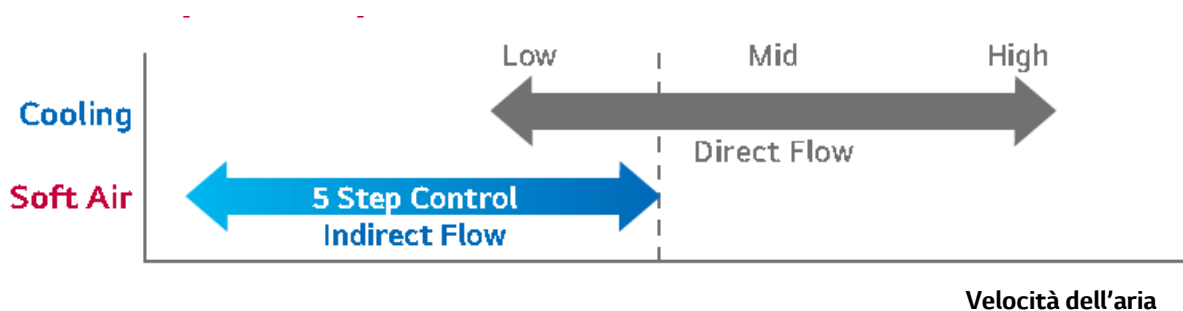 Low Mid High
Cooling
Direct Flow
Soft Air
5 Step Control
Indirect Flow
Velocità dell'aria